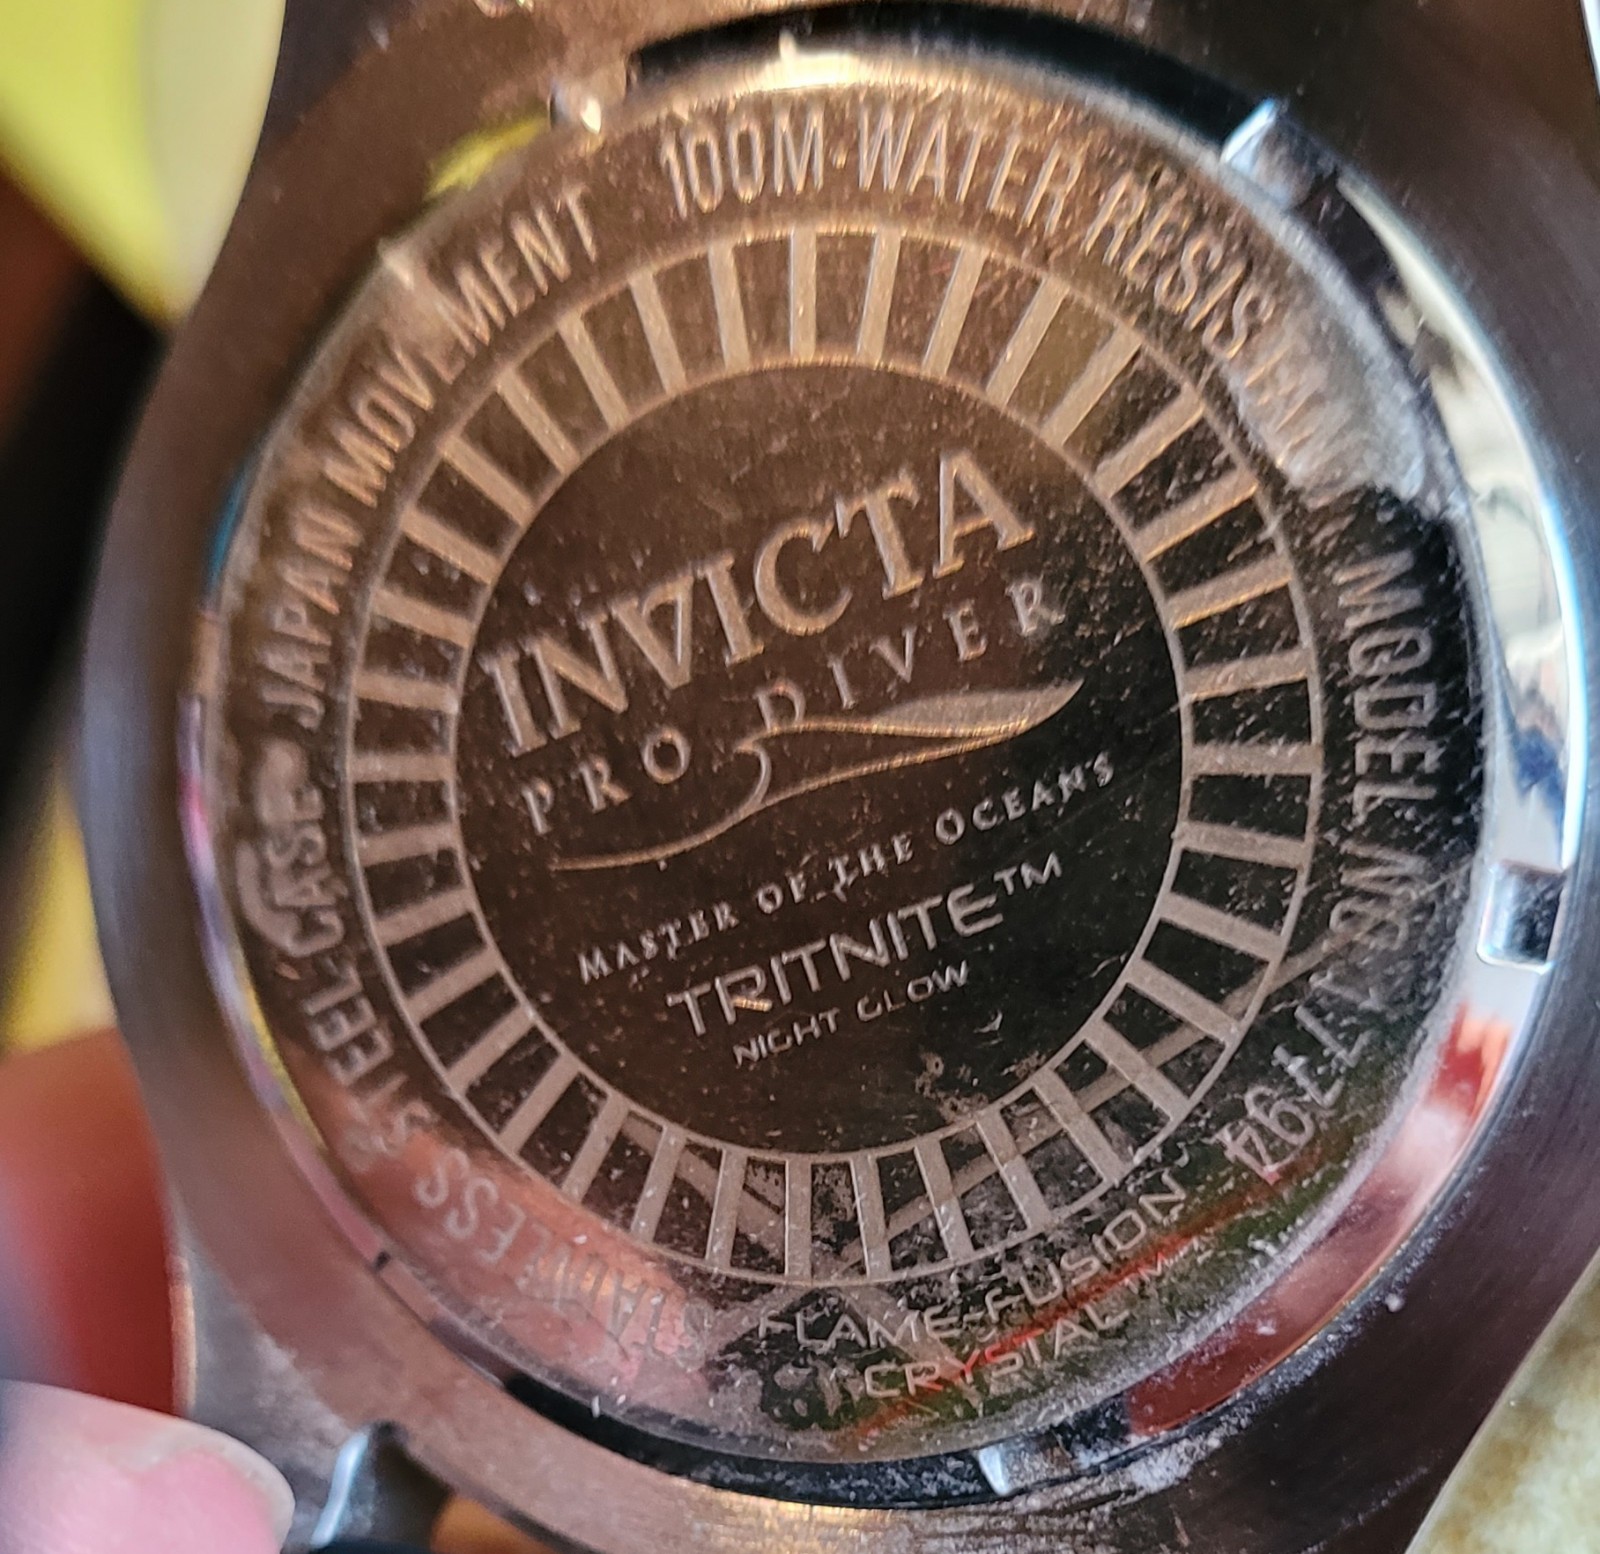 INVICTA
PRO DIVER
MASTER OF THE OCEANS
TRITNITE™
NIGHT GLOW
STAINLESS STEEL CASE JAPAN MOVEMENT 100M WATER RESISTANT MODEL NO 17794
FLAME-FUSION
CRYSTAL™